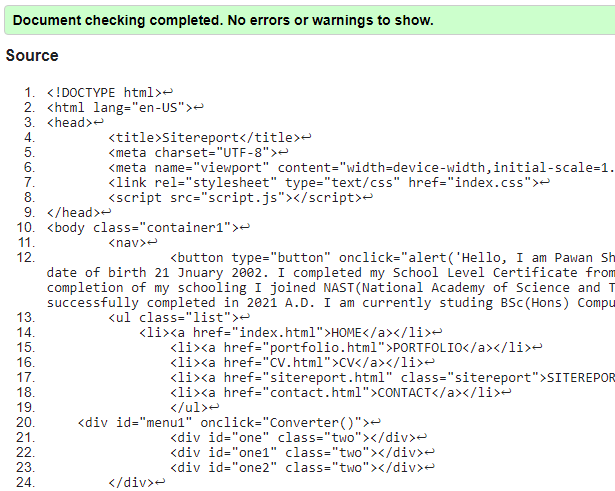 Document checking completed. No errors or warnings to show.
Source
1. <!DOCTYPE html>↩
2. <html lang="en-US">↩
3. <head>↩
4. <title>Sitereport</title>↩
5. <meta charset="UTF-8">↩
6. <meta name="viewport" content="width=device-width,initial-scale=1.
7. <link rel="stylesheet" type="text/css" href="index.css">↩
8. <script src="script.js"></script>↩
9. </head>↩
10. <body class="container1">↩
11. <nav>↩
12. <button type="button" onclick="alert('Hello, I am Pawan Sh
date of birth 21 Jnuary 2002. I completed my School Level Certificate from
completion of my schooling I joined NAST(National Academy of Science and T
successfully completed in 2021 A.D. I am currently studing BSc(Hons) Compu
13. <ul class="list">↩
14. <li><a href="index.html">HOME</a></li>↩
15. <li><a href="portfolio.html">PORTFOLIO</a></li>↩
16. <li><a href="CV.html">CV</a></li>↩
17. <li><a href="sitereport.html" class="sitereport">SITEREPOR
18. <li><a href="contact.html">CONTACT</a></li>↩
19. </ul>↩
20. <div id="menu1" onclick="Converter()">↩
21. <div id="one" class="two"></div>↩
22. <div id="one1" class="two"></div>↩
23. <div id="one2" class="two"></div>↩
24. </div>↩